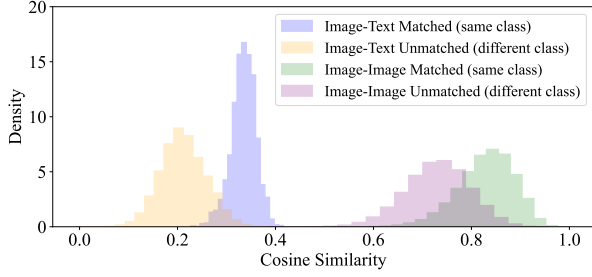 20
15
10
5
0
Density
Image-Text Matched (same class)
Image-Text Unmatched (different class)
Image-Image Matched (same class)
Image-Image Unmatched (different class)
0.0 0.2 0.4 0.6 0.8 1.0
Cosine Similarity